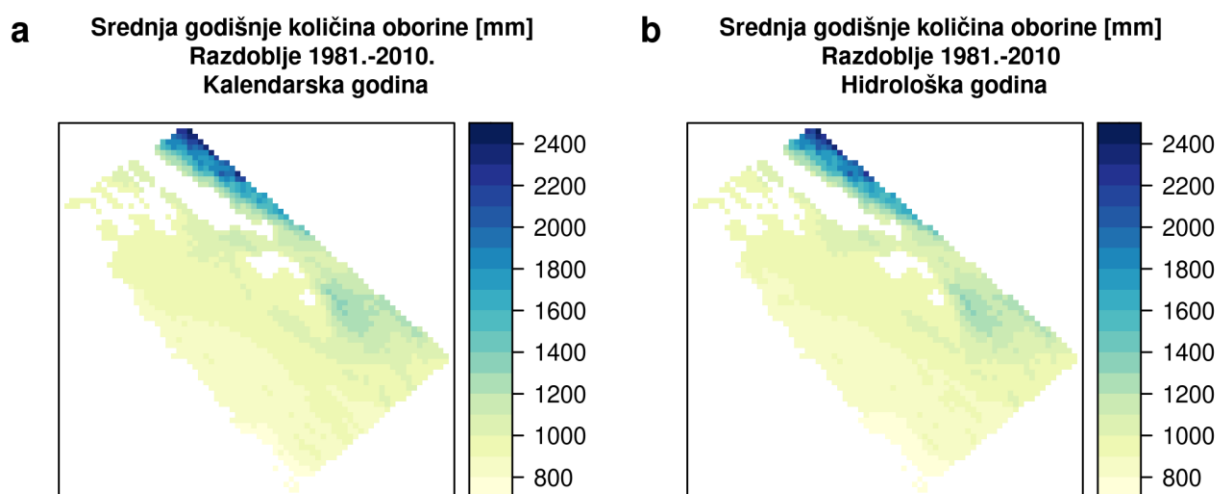 a
Srednja godišnje količina oborine [mm]
Razdoblje 1981.-2010.
Kalendarska godina
2400
2200
2000
1800
1600
1400
1200
1000
800
b
Srednja godišnje količina oborine [mm]
Razdoblje 1981.-2010
Hidrološka godina
2400
2200
2000
1800
1600
1400
1200
1000
800